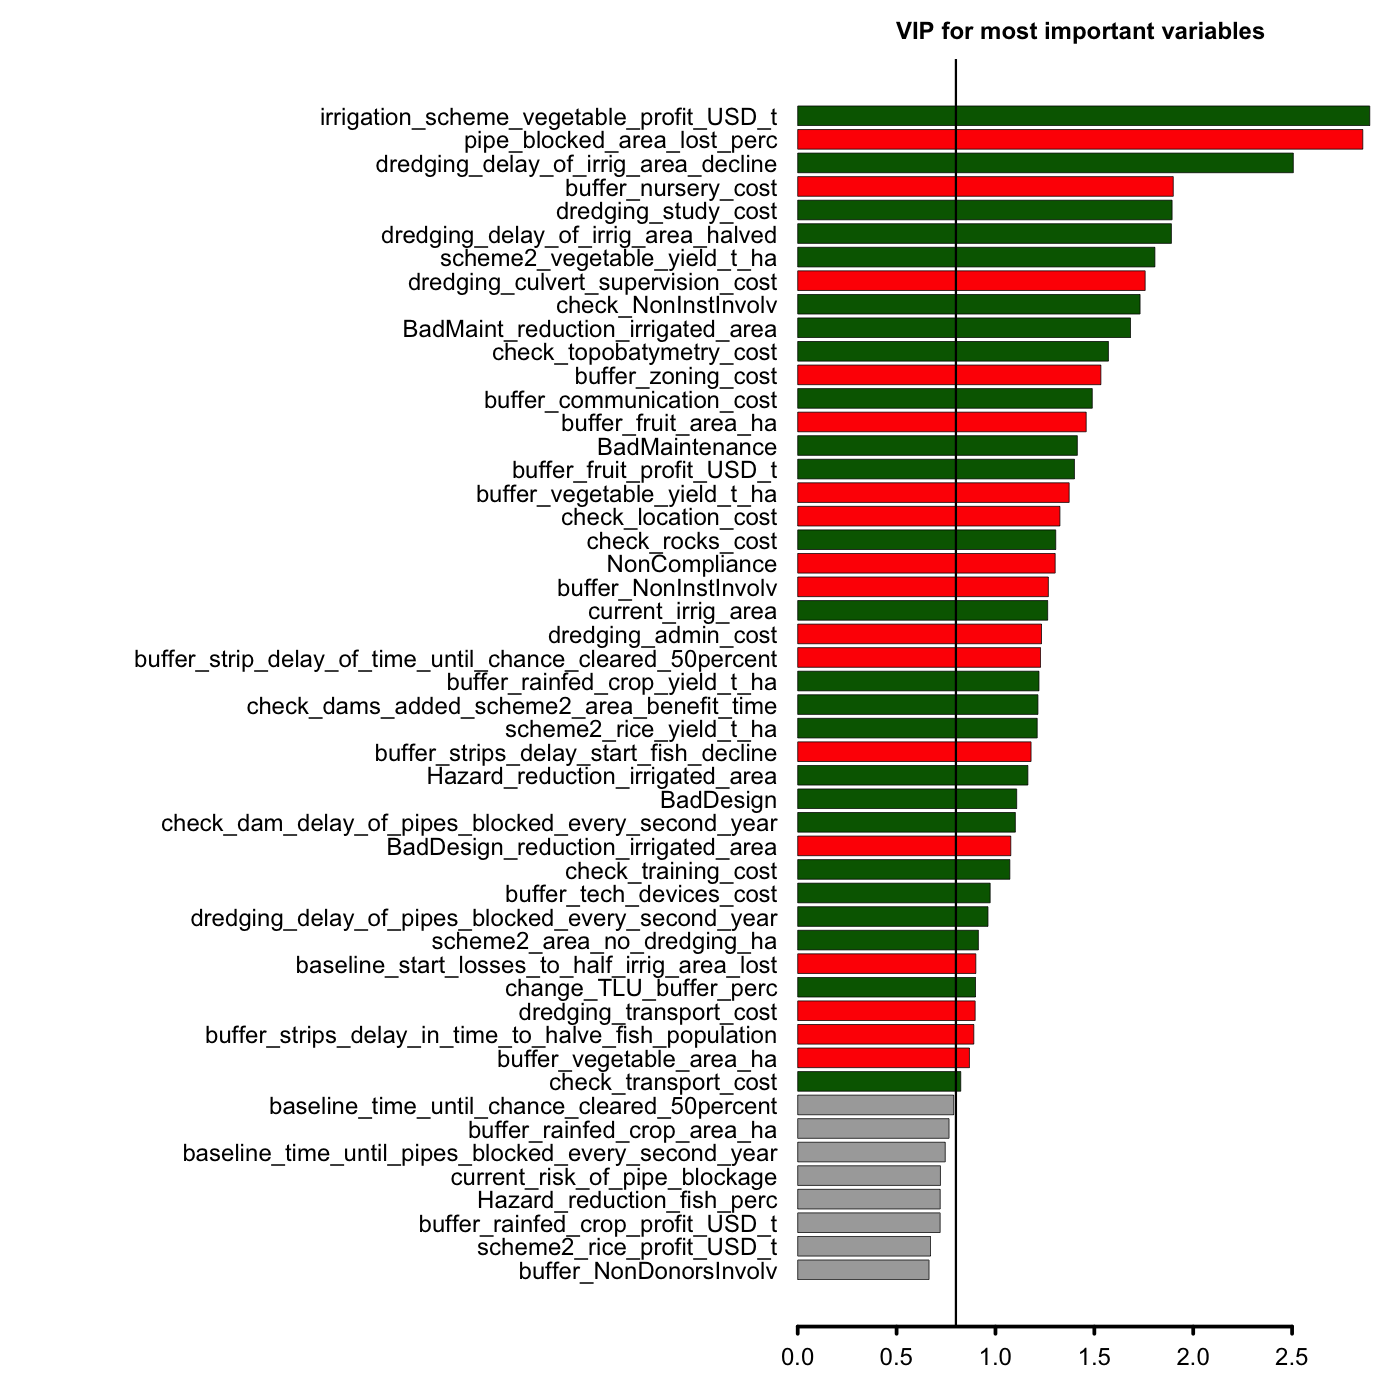 VIP for most important variables
irrigation_scheme_vegetable_profit_USD_t
pipe_blocked_area_lost_perc
dredging_delay_of_irrig_area_decline
buffer_nursery_cost
dredging_study_cost
dredging_delay_of_irrig_area_halved
scheme2_vegetable_yield_t_ha
dredging_culvert_supervision_cost
check_NonInstInvolv
BadMaint_reduction_irrigated_area
check_topobatymetry_cost
buffer_zoning_cost
buffer_communication_cost
buffer_fruit_area_ha
BadMaintenance
buffer_fruit_profit_USD_t
buffer_vegetable_yield_t_ha
check_location_cost
check_rocks_cost
NonCompliance
buffer_NonInstInvolv
current_irrig_area
dredging_admin_cost
buffer_strip_delay_of_time_until_chance_cleared_50percent
buffer_rainfed_crop_yield_t_ha
check_dams_added_scheme2_area_benefit_time
scheme2_rice_yield_t_ha
buffer_strips_delay_start_fish_decline
Hazard_reduction_irrigated_area
BadDesign
check_dam_delay_of_pipes_blocked_every_second_year
BadDesign_reduction_irrigated_area
check_training_cost
buffer_tech_devices_cost
dredging_delay_of_pipes_blocked_every_second_year
scheme2_area_no_dredging_ha
baseline_start_losses_to_half_irrig_area_lost
change_TLU_buffer_perc
dredging_transport_cost
buffer_strips_delay_in_time_to_halve_fish_population
buffer_vegetable_area_ha
check_transport_cost
baseline_time_until_chance_cleared_50percent
buffer_rainfed_crop_area_ha
baseline_time_until_pipes_blocked_every_second_year
current_risk_of_pipe_blockage
Hazard_reduction_fish_perc
buffer_rainfed_crop_profit_USD_t
scheme2_rice_profit_USD_t
buffer_NonDonorsInvolv
0.0 0.5 1.0 1.5 2.0 2.5